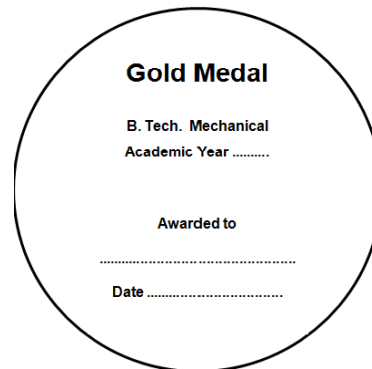 Gold Medal
B. Tech. Mechanical
Academic Year ..........
Awarded to
......................................................
Date ...................................